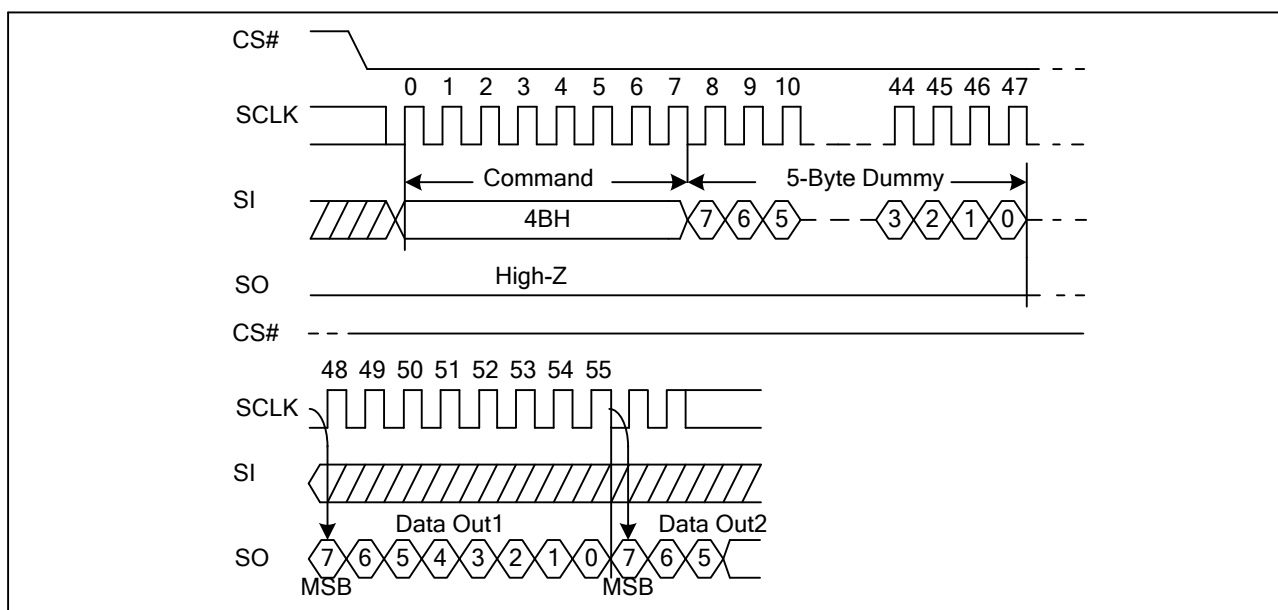 CS#
0 1 2 3 4 5 6 7 8 9 10 44 45 46 47
SCLK
Command 5-Byte Dummy
SI
4BH 7 6 5 3 2 1 0
High-Z
SO
CS#
48 49 50 51 52 53 54 55
SCLK
SI
Data Out1 Data Out2
SO 7 6 5 4 3 2 1 0 7 6 5
MSB MSB